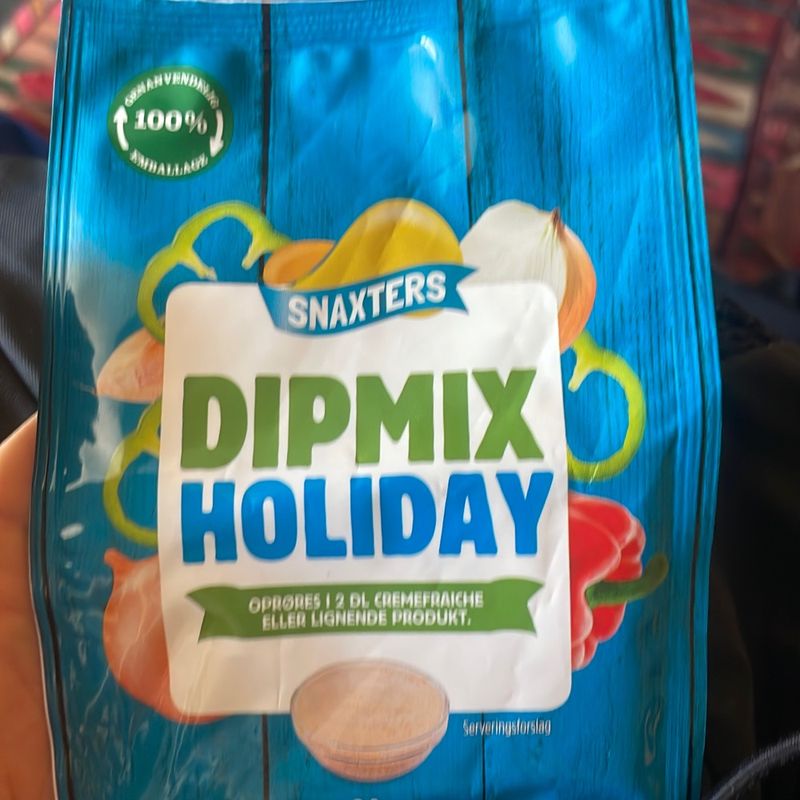 GENANVENDELIG
100%
EMBALLAGE
SNAXTERS
DIPMIX
HOLIDAY
OPRØRES I 2 DL CREMEFRAICHE
ELLER LIGNENDE PRODUKT.
Serveringsforslag